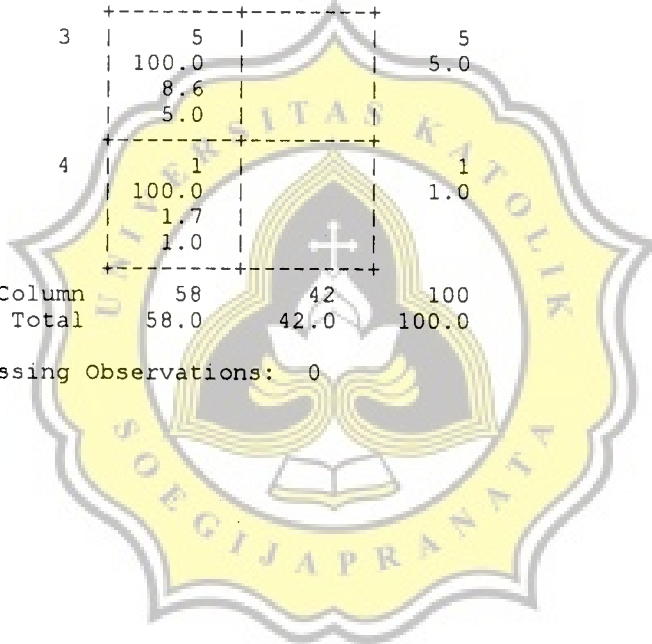 3 5 5
100.0 5.0
8.6
5.0
4 1 1
100.0 1.0
1.7
1.0
Column 58 42 100
Total 58.0 42.0 100.0
ssing Observations: 0
UNIVERSITAS KATOLIK
SOEGIJAPRANATA